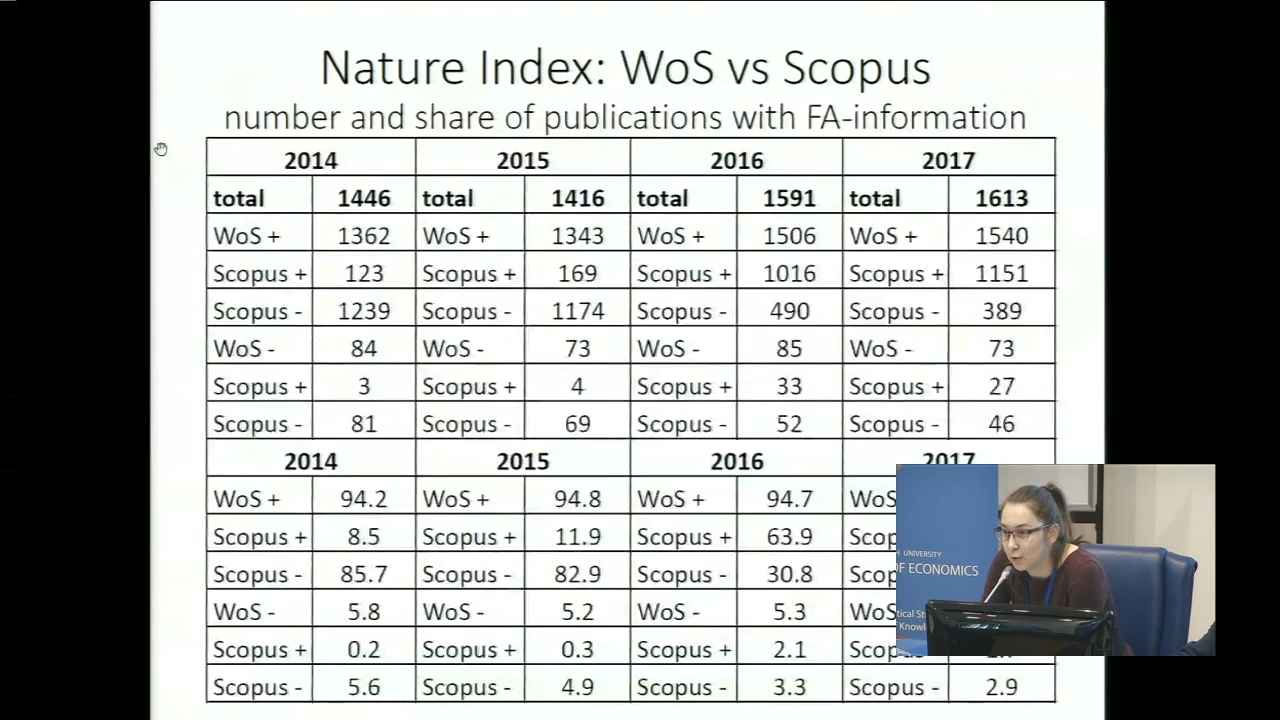 Nature Index: WoS vs Scopus
number and share of publications with FA-information
2014 2015 2016 2017
total 1446 total 1416 total 1591 total 1613
WoS + 1362 WoS + 1343 WoS + 1506 WoS + 1540
Scopus + 123 Scopus + 169 Scopus + 1016 Scopus + 1151
Scopus - 1239 Scopus - 1174 Scopus - 490 Scopus - 389
WoS - 84 WoS - 73 WoS - 85 WoS - 73
Scopus + 3 Scopus + 4 Scopus + 33 Scopus + 27
Scopus - 81 Scopus - 69 Scopus - 52 Scopus - 46
2014 2015 2016 2017
WoS + 94.2 WoS + 94.8 WoS + 94.7 WoS
Scopus + 8.5 Scopus + 11.9 Scopus + 63.9
Scopus - 85.7 Scopus - 82.9 Scopus - 30.8
WoS - 5.8 WoS - 5.2 WoS - 5.3 WoS
Scopus + 0.2 Scopus + 0.3 Scopus + 2.1
Scopus - 5.6 Scopus - 4.9 Scopus - 3.3 Scopus - 2.9
UNIVERSITY
OF ECONOMICS